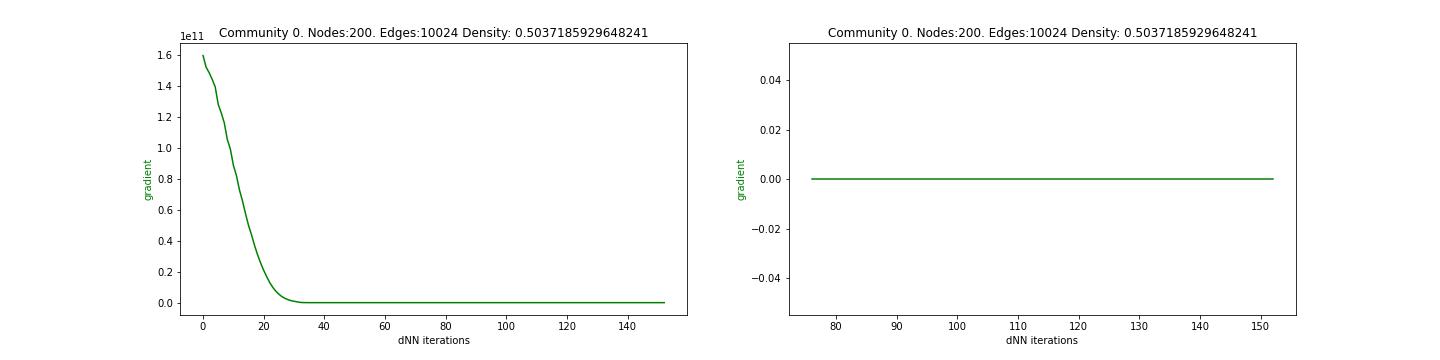 Community 0. Nodes:200. Edges:10024 Density: 0.5037185929648241
1e11
1.6
1.4
1.2
1.0
0.8
0.6
0.4
0.2
0.0
gradient
0 20 40 60 80 100 120 140
dNN iterations
Community 0. Nodes:200. Edges:10024 Density: 0.5037185929648241
0.04
0.02
0.00
−0.02
−0.04
gradient
80 90 100 110 120 130 140 150
dNN iterations